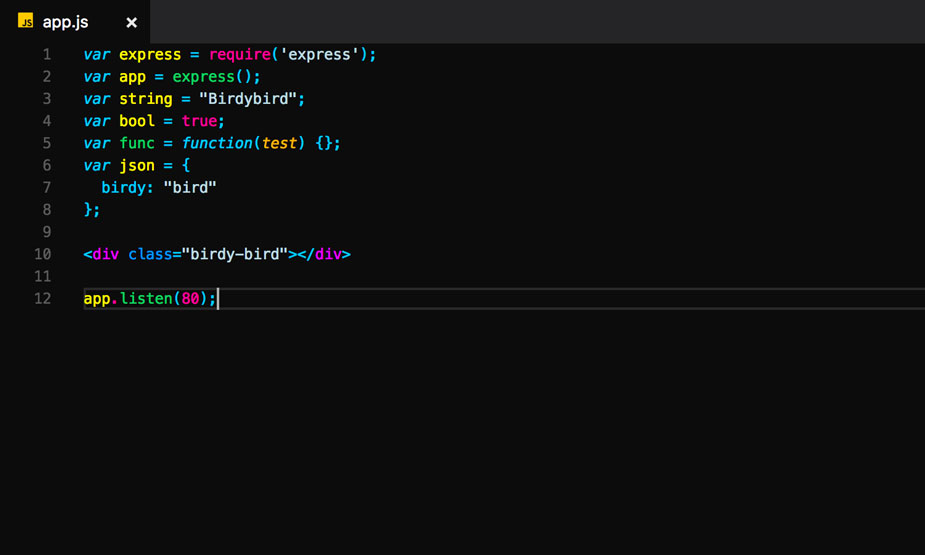 JS app.js ×
1 var express = require('express');
2 var app = express();
3 var string = "Birdybird";
4 var bool = true;
5 var func = function(test) {};
6 var json = {
7   birdy: "bird"
8 };
9
10 <div class="birdy-bird"></div>
11
12 app.listen(80);